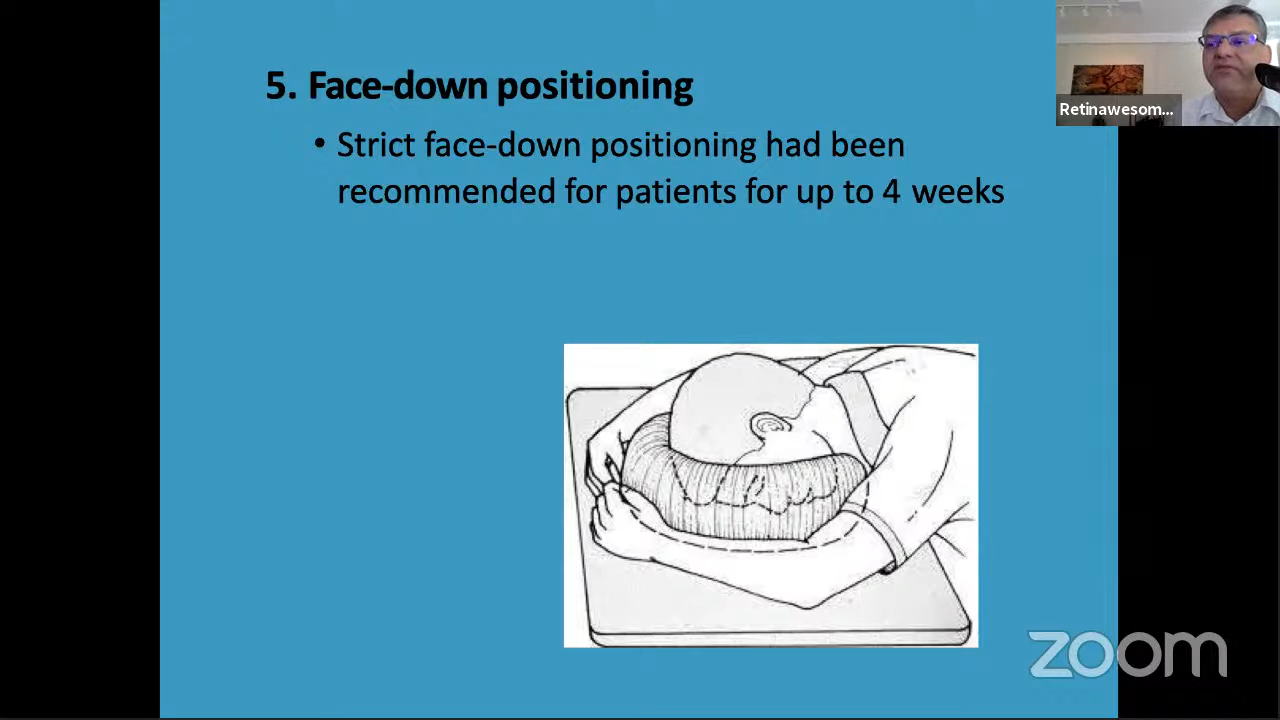 5. Face-down positioning
• Strict face-down positioning had been
recommended for patients for up to 4 weeks
Retinawesom...
zoom